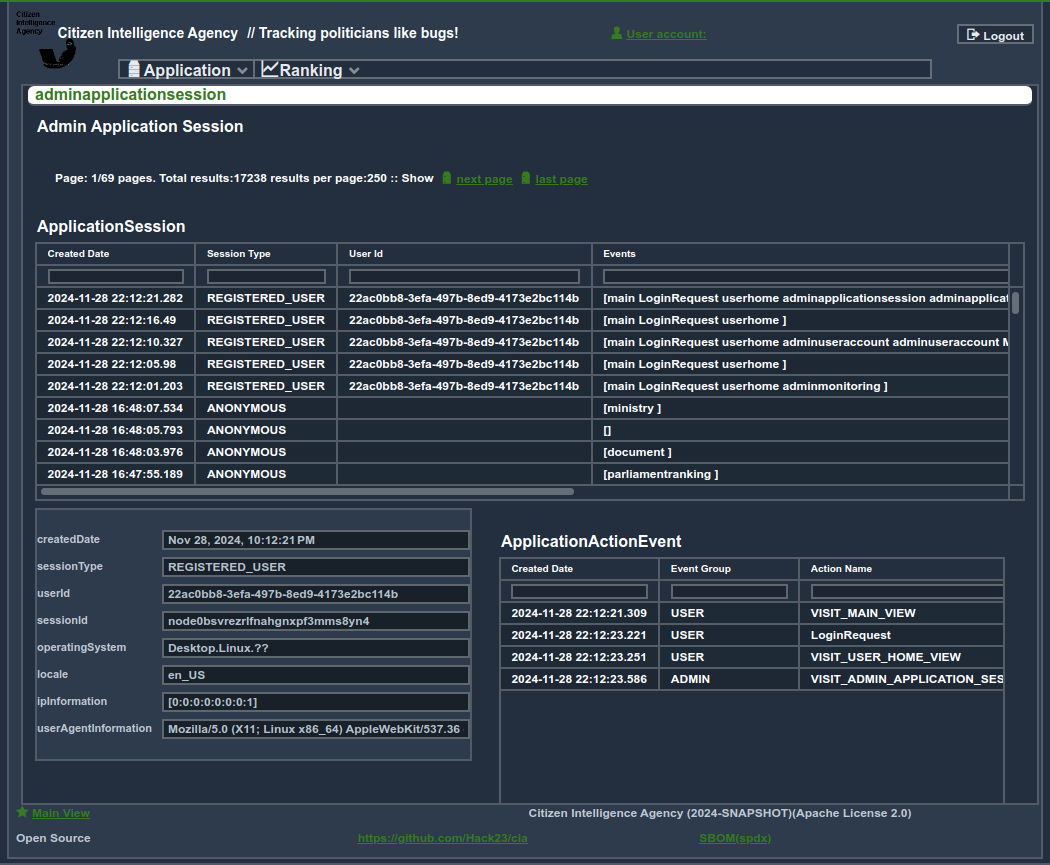 Citizen
Intelligence
Agency
Citizen Intelligence Agency // Tracking politicians like bugs!
User account:
Logout
Application Ranking
adminapplicationsession
Admin Application Session
Page: 1/69 pages. Total results:17238 results per page:250 :: Show next page last page
ApplicationSession
Created Date Session Type User Id Events
2024-11-28 22:12:21.282 REGISTERED_USER 22ac0bb8-3efa-497b-8ed9-4173e2bc114b [main LoginRequest userhome adminapplicationsession adminapplicat
2024-11-28 22:12:16.49 REGISTERED_USER 22ac0bb8-3efa-497b-8ed9-4173e2bc114b [main LoginRequest userhome ]
2024-11-28 22:12:10.327 REGISTERED_USER 22ac0bb8-3efa-497b-8ed9-4173e2bc114b [main LoginRequest userhome adminuseraccount adminuseraccount M
2024-11-28 22:12:05.98 REGISTERED_USER 22ac0bb8-3efa-497b-8ed9-4173e2bc114b [main LoginRequest userhome ]
2024-11-28 22:12:01.203 REGISTERED_USER 22ac0bb8-3efa-497b-8ed9-4173e2bc114b [main LoginRequest userhome adminmonitoring ]
2024-11-28 16:48:07.534 ANONYMOUS [ministry ]
2024-11-28 16:48:05.793 ANONYMOUS []
2024-11-28 16:48:03.976 ANONYMOUS [document ]
2024-11-28 16:47:55.189 ANONYMOUS [parliamentranking ]
createdDate Nov 28, 2024, 10:12:21 PM
sessionType REGISTERED_USER
userId 22ac0bb8-3efa-497b-8ed9-4173e2bc114b
sessionId node0bsvrezrlfnahgnxpf3mms8yn4
operatingSystem Desktop.Linux.??
locale en_US
ipInformation [0:0:0:0:0:0:0:1]
userAgentInformation Mozilla/5.0 (X11; Linux x86_64) AppleWebKit/537.36
ApplicationActionEvent
Created Date Event Group Action Name
2024-11-28 22:12:21.309 USER VISIT_MAIN_VIEW
2024-11-28 22:12:23.221 USER LoginRequest
2024-11-28 22:12:23.251 USER VISIT_USER_HOME_VIEW
2024-11-28 22:12:23.586 ADMIN VISIT_ADMIN_APPLICATION_SES
Main View Citizen Intelligence Agency (2024-SNAPSHOT)(Apache License 2.0)
Open Source https://github.com/Hack23/cia SBOM(spdx)